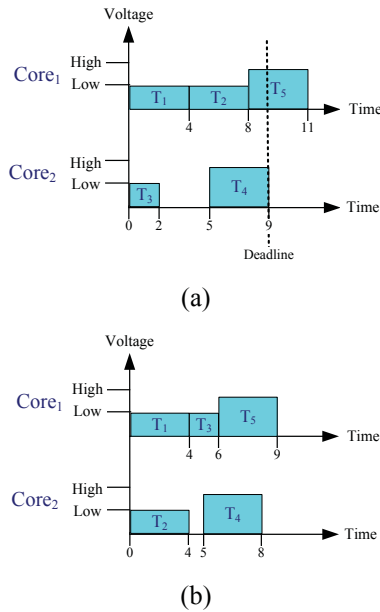 Voltage
Core₁
High
Low
T₁
T₂
T₅
Time
4
8
11
Core₂
High
Low
T₃
T₄
Time
0
2
5
9
Deadline
(a)
Voltage
Core₁
High
Low
T₁
T₃
T₅
Time
4
6
9
Core₂
High
Low
T₂
T₄
Time
0
4
5
8
(b)